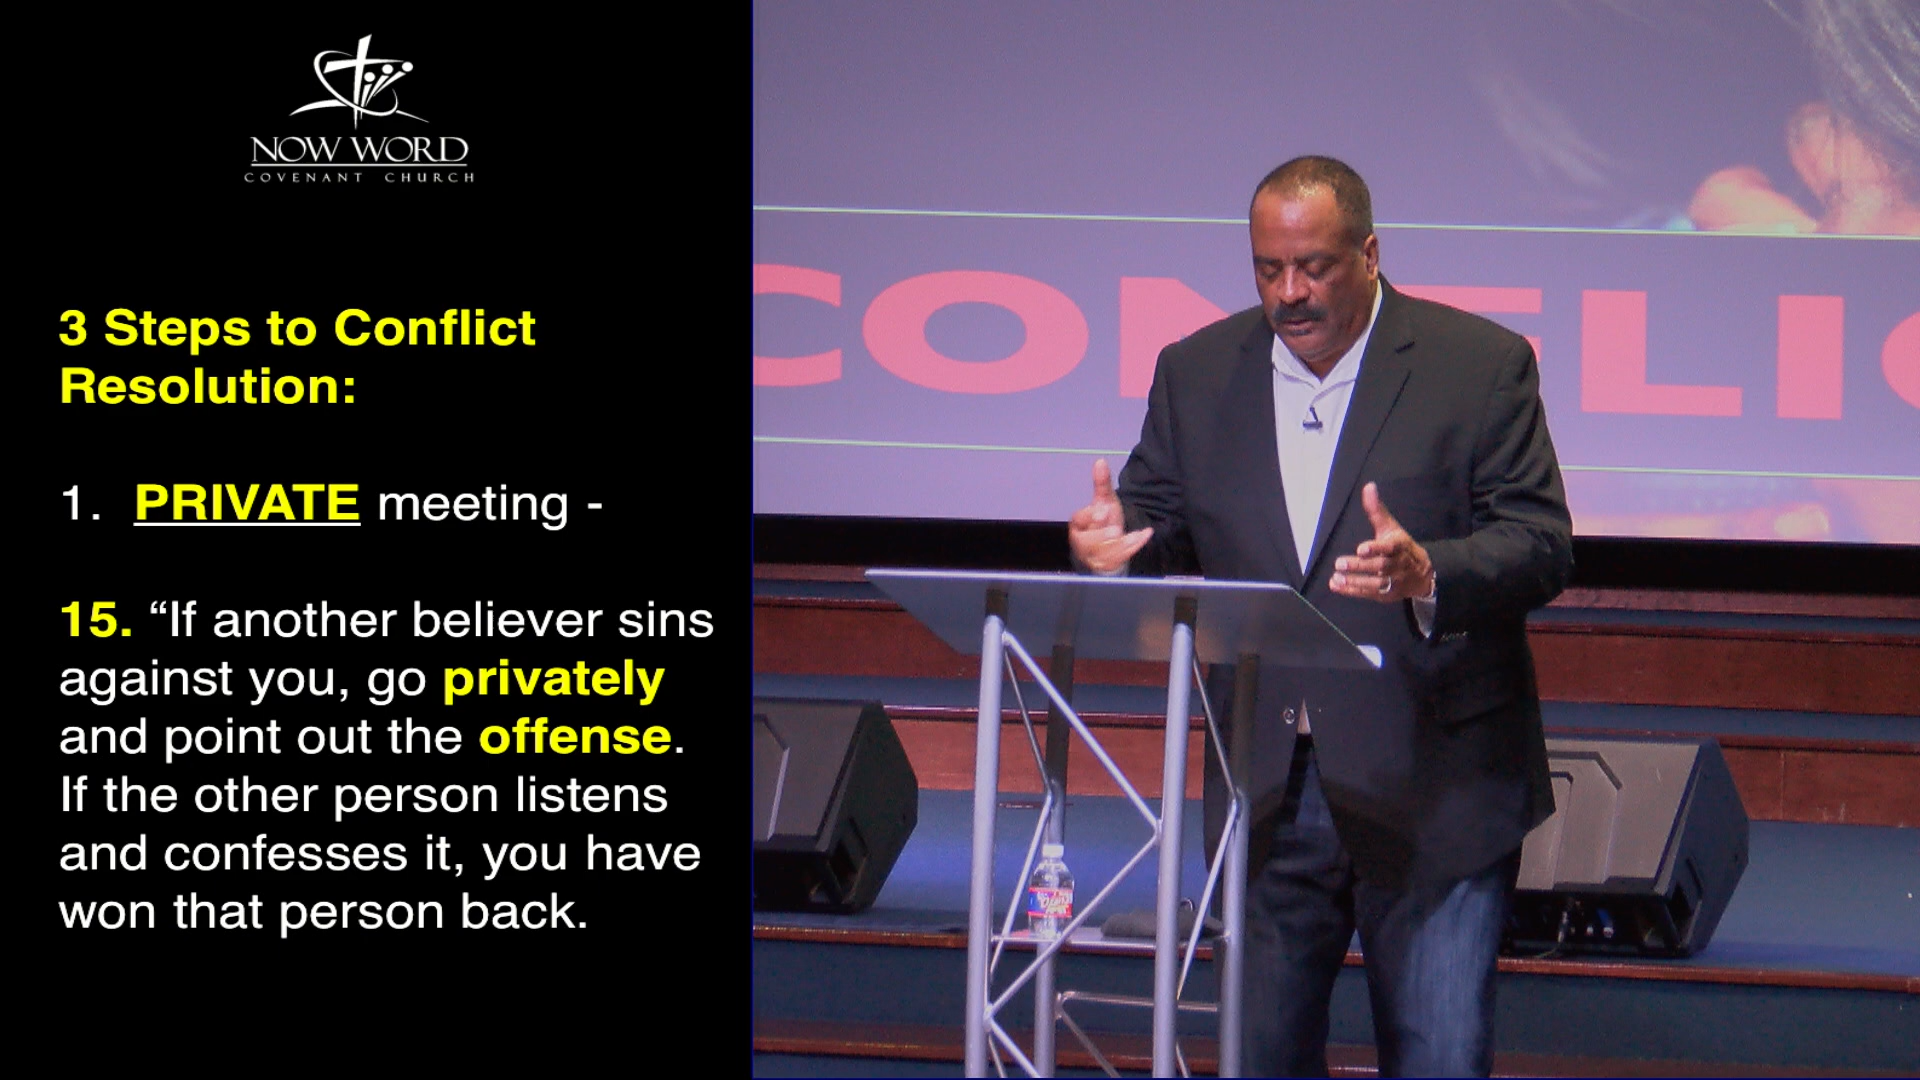 NOW WORD
COVENANT CHURCH
3 Steps to Conflict
Resolution:
1. PRIVATE meeting -
15. “If another believer sins
against you, go privately
and point out the offense.
If the other person listens
and confesses it, you have
won that person back.